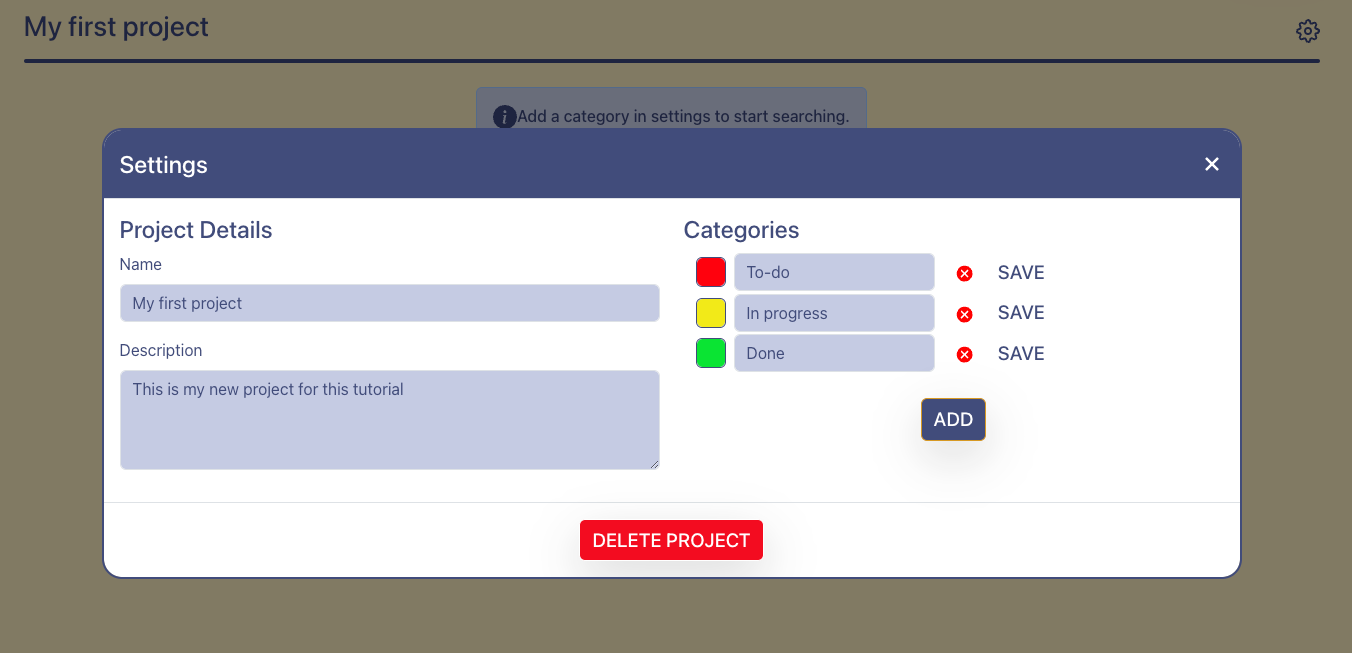 My first project
Add a category in settings to start searching.
Settings
Project Details
Name
My first project
Description
This is my new project for this tutorial
Categories
To-do SAVE
In progress SAVE
Done SAVE
ADD
DELETE PROJECT